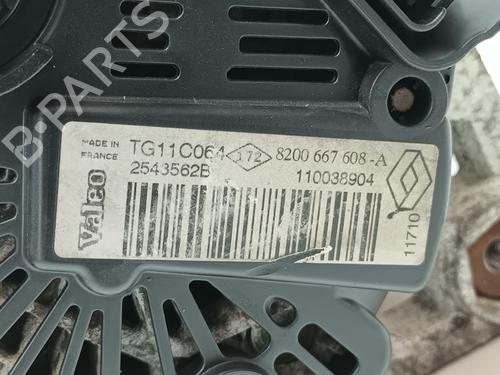 B-PARTS
MADE IN FRANCE
TG11C064
172
8200 667 608 -A
2543562B
110038904
Valeo
11710